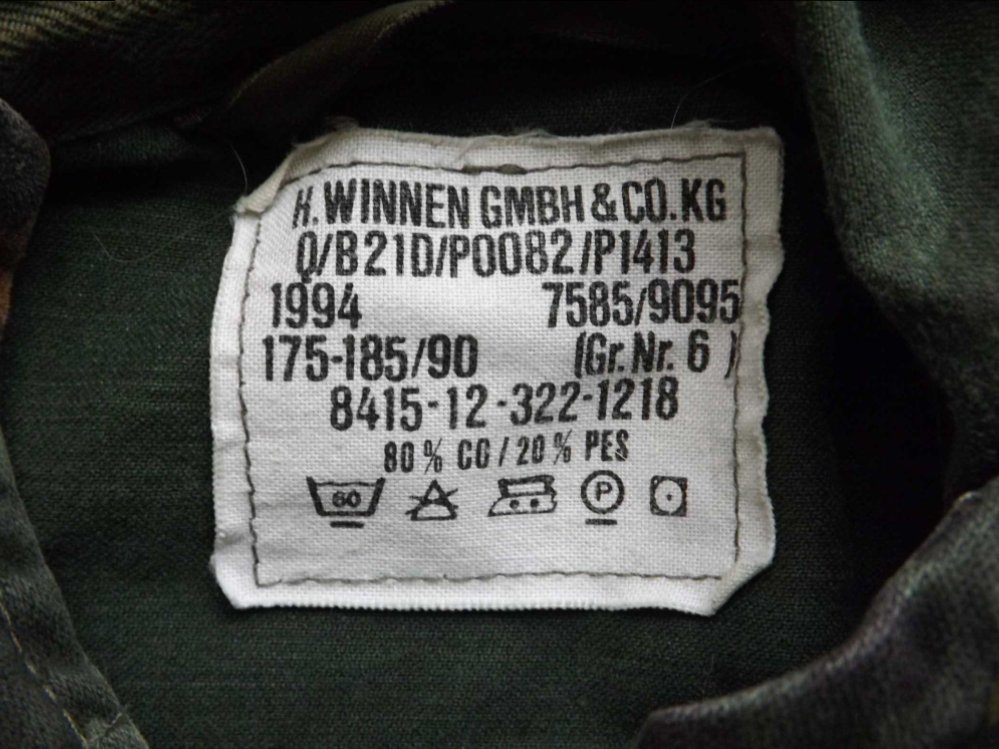 H. WINNEN GMBH & CO. KG
Q/B21D/P0082/P1413
1994 7585/9095
175-185/90 (Gr. Nr. 6 )
8415-12-322-1218
80% CO / 20% PES
60 P